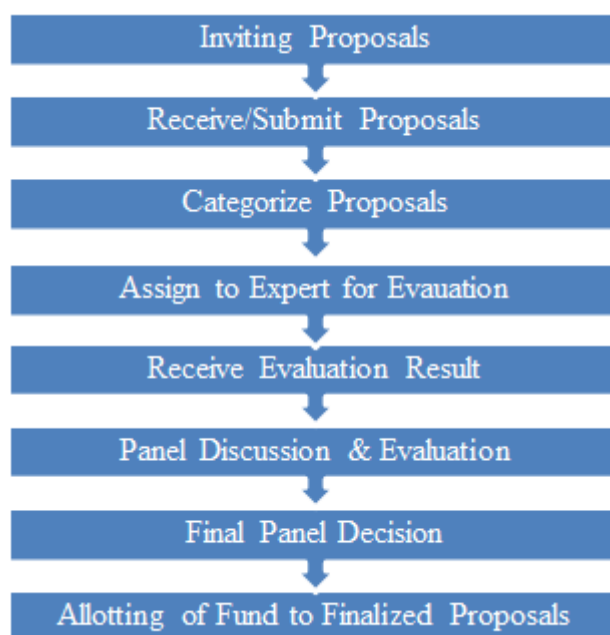 Inviting Proposals
Receive/Submit Proposals
Categorize Proposals
Assign to Expert for Evauation
Receive Evaluation Result
Panel Discussion & Evaluation
Final Panel Decision
Allotting of Fund to Finalized Proposals